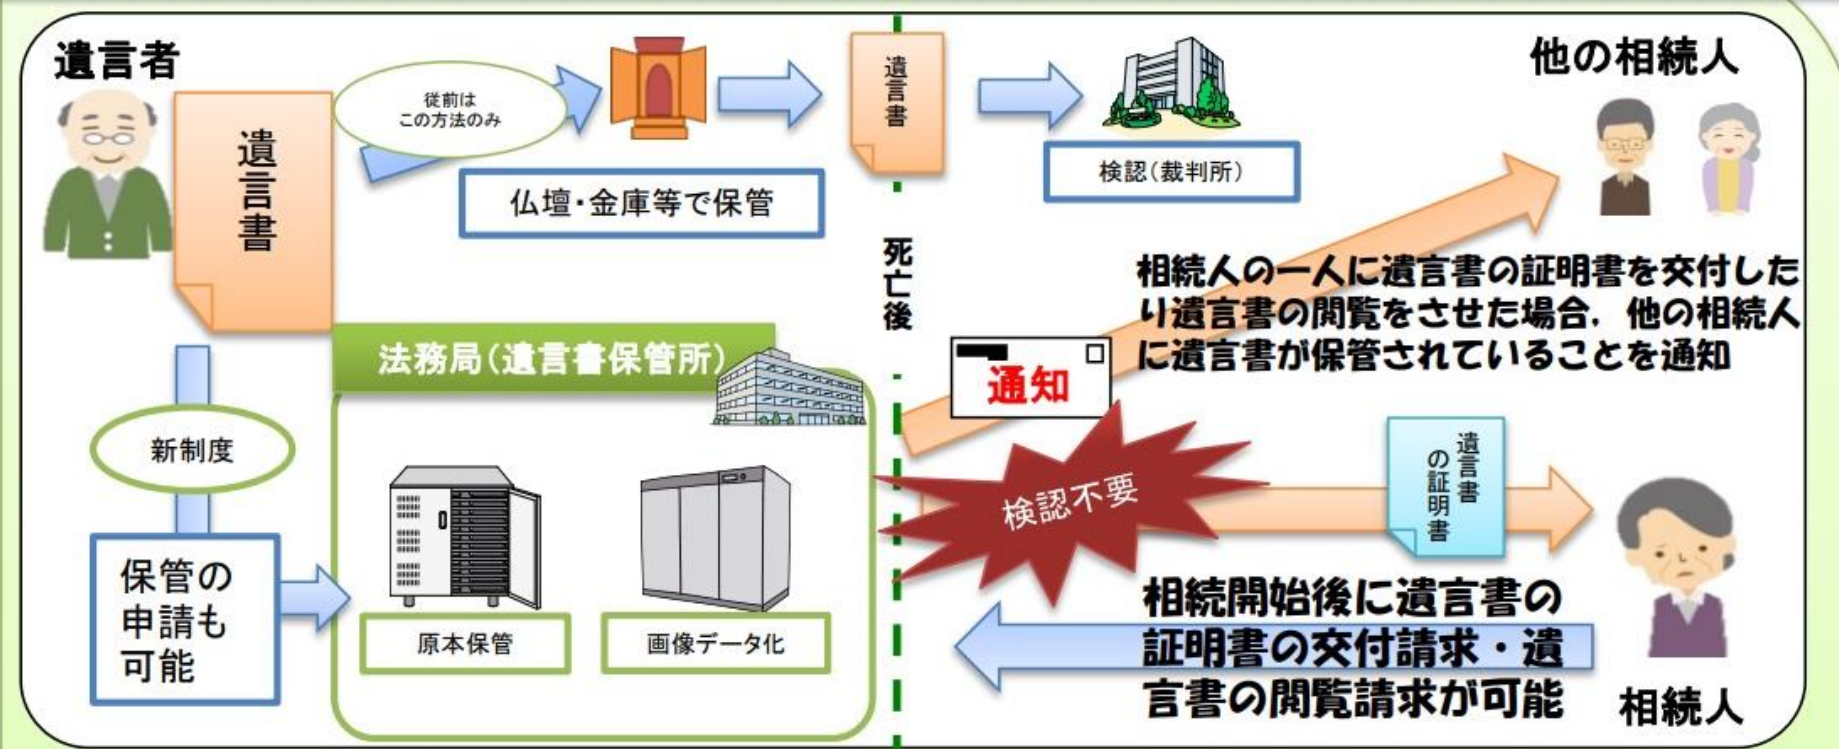 遺言者
遺言書
従前は
この方法のみ
仏壇・金庫等で保管
遺言書
検認(裁判所)
他の相続人
死亡後
相続人の一人に遺言書の証明書を交付した
り遺言書の閲覧をさせた場合,他の相続人
に遺言書が保管されていることを通知
通知
法務局(遺言書保管所)
新制度
保管の
申請も
可能
原本保管
画像データ化
検認不要
遺言書
の証明書
相続開始後に遺言書の
証明書の交付請求・遺
言書の閲覧請求が可能
相続人